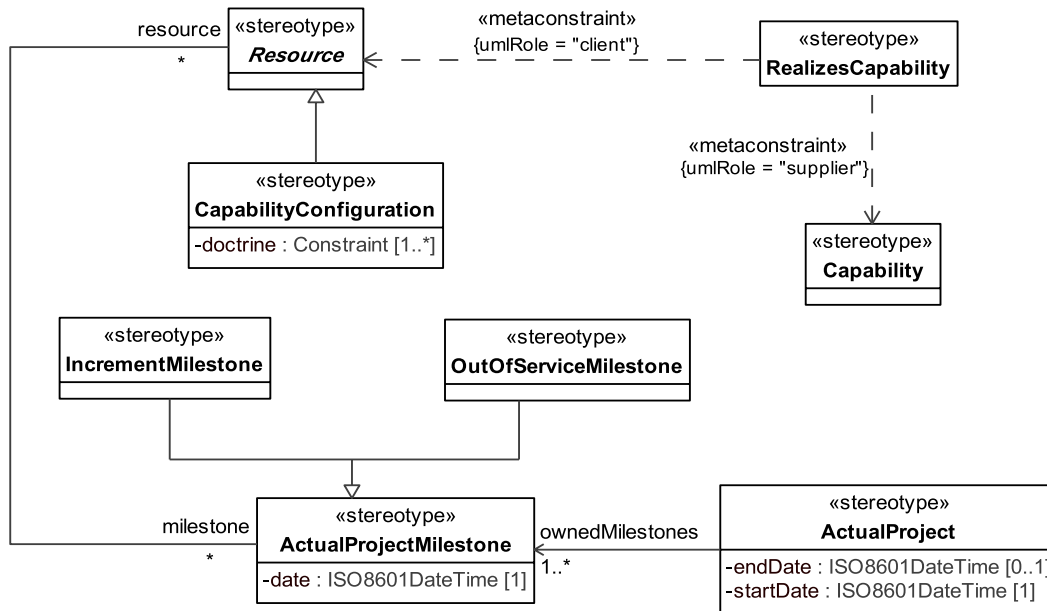 «metaconstraint»
{umlRole = "client"}
resource
*
«stereotype»
Resource
«stereotype»
RealizesCapability
«metaconstraint»
{umlRole = "supplier"}
«stereotype»
CapabilityConfiguration
-doctrine : Constraint [1..*]
«stereotype»
Capability
«stereotype»
IncrementMilestone
«stereotype»
OutOfServiceMilestone
milestone
*
«stereotype»
ActualProjectMilestone
-date : ISO8601DateTime [1]
ownedMilestones
1..*
«stereotype»
ActualProject
-endDate : ISO8601DateTime [0..1]
-startDate : ISO8601DateTime [1]